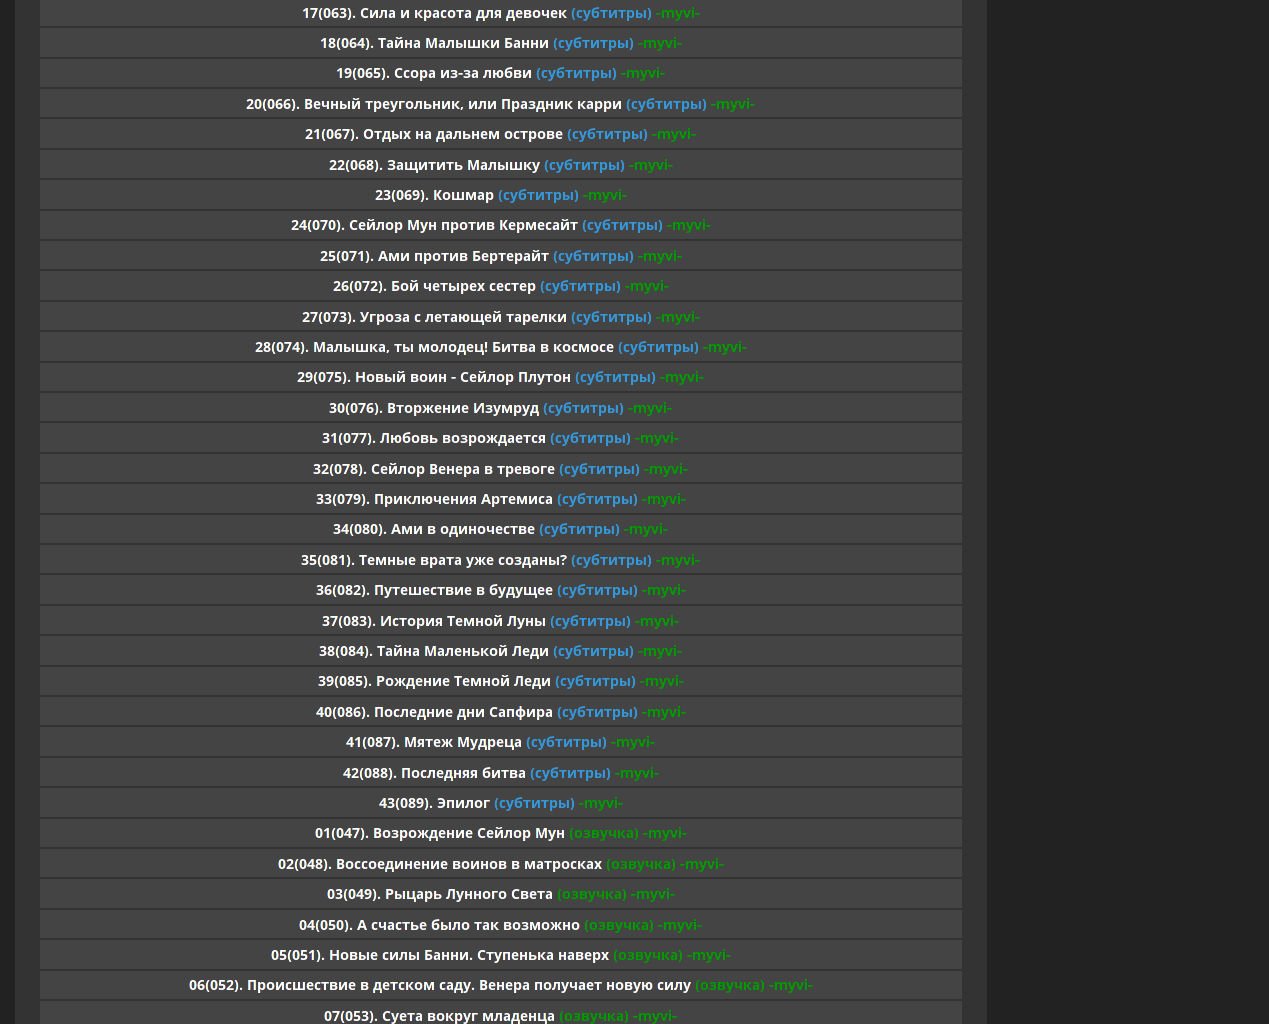 17(063). Сила и красота для девочек (субтитры) -myvi-
18(064). Тайна Малышки Банни (субтитры) -myvi-
19(065). Ссора из-за любви (субтитры) -myvi-
20(066). Вечный треугольник, или Праздник карри (субтитры) -myvi-
21(067). Отдых на дальнем острове (субтитры) -myvi-
22(068). Защитить Малышку (субтитры) -myvi-
23(069). Кошмар (субтитры) -myvi-
24(070). Сейлор Мун против Кермесайт (субтитры) -myvi-
25(071). Ами против Бертерайт (субтитры) -myvi-
26(072). Бой четырех сестер (субтитры) -myvi-
27(073). Угроза с летающей тарелки (субтитры) -myvi-
28(074). Малышка, ты молодец! Битва в космосе (субтитры) -myvi-
29(075). Новый воин - Сейлор Плутон (субтитры) -myvi-
30(076). Вторжение Изумруд (субтитры) -myvi-
31(077). Любовь возрождается (субтитры) -myvi-
32(078). Сейлор Венера в тревоге (субтитры) -myvi-
33(079). Приключения Артемиса (субтитры) -myvi-
34(080). Ами в одиночестве (субтитры) -myvi-
35(081). Темные врата уже созданы? (субтитры) -myvi-
36(082). Путешествие в будущее (субтитры) -myvi-
37(083). История Темной Луны (субтитры) -myvi-
38(084). Тайна Маленькой Леди (субтитры) -myvi-
39(085). Рождение Темной Леди (субтитры) -myvi-
40(086). Последние дни Сапфира (субтитры) -myvi-
41(087). Мятеж Мудреца (субтитры) -myvi-
42(088). Последняя битва (субтитры) -myvi-
43(089). Эпилог (субтитры) -myvi-
01(047). Возрождение Сейлор Мун (озвучка) -myvi-
02(048). Воссоединение воинов в матросках (озвучка) -myvi-
03(049). Рыцарь Лунного Света (озвучка) -myvi-
04(050). А счастье было так возможно (озвучка) -myvi-
05(051). Новые силы Банни. Ступенька наверх (озвучка) -myvi-
06(052). Происшествие в детском саду. Венера получает новую силу (озвучка) -myvi-
07(053). Суета вокруг младенца (озвучка) -myvi-